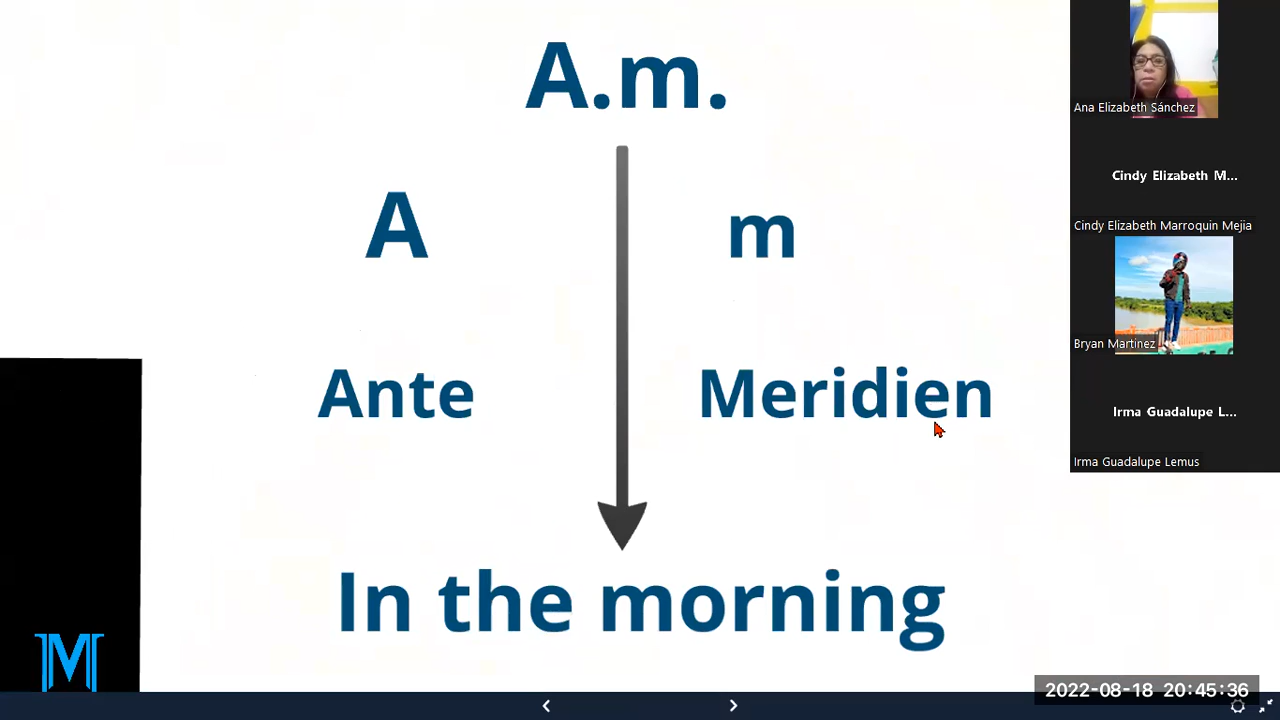 A.m.
A m
Ante Meridien
In the morning
M
Ana Elizabeth Sánchez
Cindy Elizabeth M...
Cindy Elizabeth Marroquin Mejia
Bryan Martinez
Irma Guadalupe L...
Irma Guadalupe Lemus
2022-08-18 20:45:36